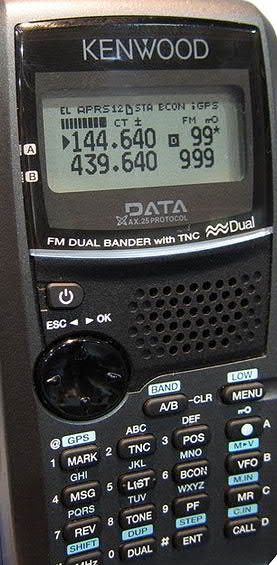 KENWOOD
EL APRS12 STA BCON iGPS
CT ± FM
A 144.640 D 99*
B 439.640 999
DATA
AX.25 PROTOCOL
Dual
FM DUAL BANDER with TNC
ESC ◄ ► OK
BAND LOW
A/B -CLR MENU
@ GPS ABC DEF A
1 MARK 2 TNC 3 POS M►V
GHI JKL MNO VFO B
4 MSG 5 LIST 6 BCON M.IN
PQRS TUV WXYZ MR C
7 REV 8 TONE 9 PF C.IN
SHIFT DUP STEP CALL D
MHz 0 DUAL # ENT